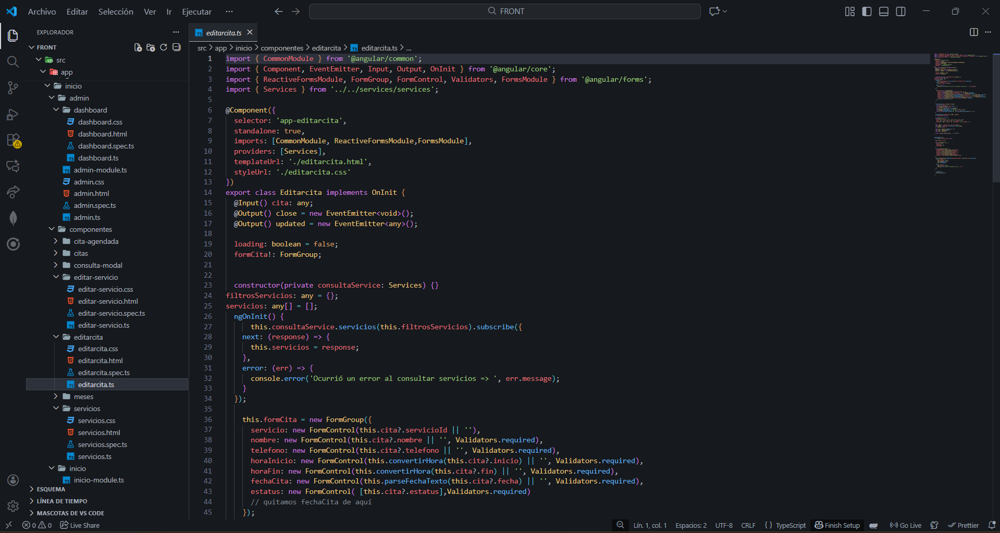 Archivo Editar Selección Ver Ir Ejecutar ··· FRONT
EXPLORADOR ···
FRONT
src
app
inicio
admin
dashboard
dashboard.css
dashboard.html
dashboard.spec.ts
dashboard.ts
admin-module.ts
admin.css
admin.html
admin.spec.ts
admin.ts
componentes
cita-agendada
citas
consulta-modal
editar-servicio
editar-servicio.css
editar-servicio.html
editar-servicio.spec.ts
editar-servicio.ts
editarcita
editarcita.css
editarcita.html
editarcita.spec.ts
editarcita.ts
meses
servicios
servicios.css
servicios.html
servicios.spec.ts
servicios.ts
inicio
inicio-module.ts
ESQUEMA
LÍNEA DE TIEMPO
MASCOTAS DE VS CODE
editarcita.ts
src > app > inicio > componentes > editarcita > editarcita.ts > ...
1 import { CommonModule } from '@angular/common';
2 import { Component, EventEmitter, Input, Output, OnInit } from '@angular/core';
3 import { ReactiveFormsModule, FormGroup, FormControl, Validators, FormsModule } from '@angular/forms';
4 import { Services } from '../../services/services';
5
6 @Component({
7 selector: 'app-editarcita',
8 standalone: true,
9 imports: [CommonModule, ReactiveFormsModule,FormsModule],
10 providers: [Services],
11 templateUrl: './editarcita.html',
12 styleUrl: './editarcita.css'
13 })
14 export class Editarcita implements OnInit {
15 @Input() cita: any;
16 @Output() close = new EventEmitter<void>();
17 @Output() updated = new EventEmitter<any>();
18
19 loading: boolean = false;
20 formCita!: FormGroup;
21
22
23 constructor(private consultaService: Services) {}
24 filtrosServicios: any = {};
25 servicios: any[] = [];
26 ngOnInit() {
27 this.consultaService.servicios(this.filtrosServicios).subscribe({
28 next: (response) => {
29 this.servicios = response;
30 },
31 error: (err) => {
32 console.error('Ocurrió un error al consultar servicios => ', err.message);
33 }
34 });
35
36 this.formCita = new FormGroup({
37 servicio: new FormControl(this.cita?.servicioId || ''),
38 nombre: new FormControl(this.cita?.nombre || '', Validators.required),
39 telefono: new FormControl(this.cita?.telefono || '', Validators.required),
40 horaInicio: new FormControl(this.convertirHora(this.cita?.inicio) || '', Validators.required),
41 horaFin: new FormControl(this.convertirHora(this.cita?.fin) || '', Validators.required),
42 fechaCita: new FormControl(this.parseFechaTexto(this.cita?.fecha) || '', Validators.required),
43 estatus: new FormControl( [this.cita?.estatus],Validators.required)
44 // quitamos fechaCita de aquí
45 });
0 0 Live Share Lín. 1, col. 1 Espacios: 2 UTF-8 CRLF {} TypeScript Finish Setup Go Live Prettier